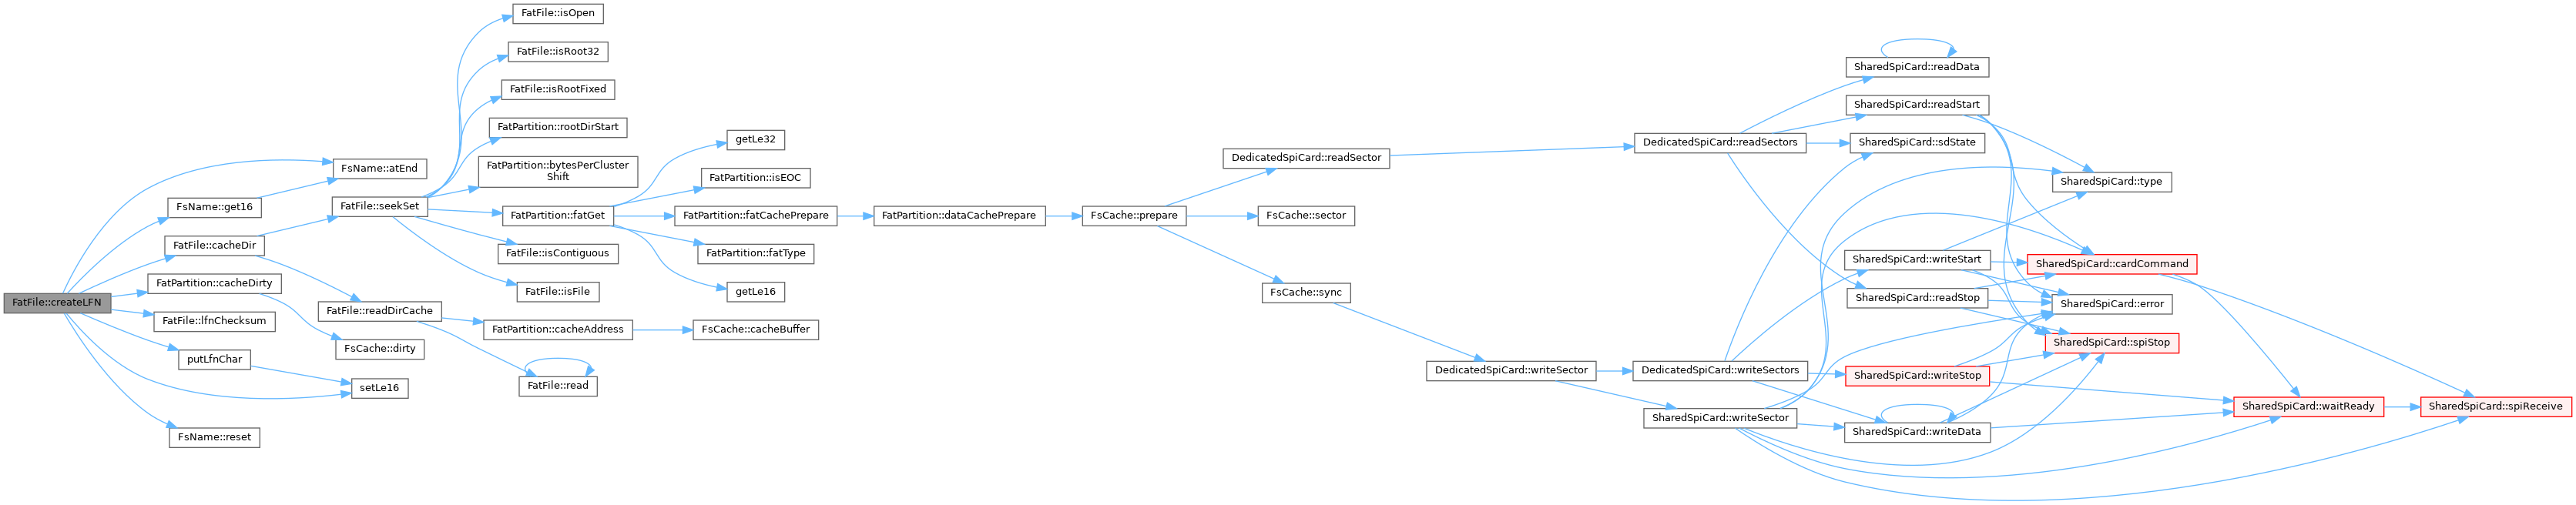 FatFile::createLFN
FsName::atEnd
FsName::get16
FatFile::cacheDir
FatPartition::cacheDirty
FatFile::lfnChecksum
putLfnChar
setLe16
FsName::reset
FatFile::seekSet
FatFile::readDirCache
FsCache::dirty
FatFile::isOpen
FatFile::isRoot32
FatFile::isRootFixed
FatPartition::rootDirStart
FatPartition::bytesPerCluster
Shift
FatPartition::fatGet
FatFile::isContiguous
FatFile::isFile
FatPartition::cacheAddress
FatFile::read
getLe32
FatPartition::isEOC
FatPartition::fatCachePrepare
FatPartition::fatType
getLe16
FsCache::cacheBuffer
FatPartition::dataCachePrepare
FsCache::prepare
DedicatedSpiCard::readSector
FsCache::sector
FsCache::sync
DedicatedSpiCard::writeSector
DedicatedSpiCard::readSectors
DedicatedSpiCard::writeSectors
SharedSpiCard::writeSector
SharedSpiCard::readData
SharedSpiCard::readStart
SharedSpiCard::sdState
SharedSpiCard::writeStart
SharedSpiCard::readStop
SharedSpiCard::writeStop
SharedSpiCard::writeData
SharedSpiCard::type
SharedSpiCard::cardCommand
SharedSpiCard::error
SharedSpiCard::spiStop
SharedSpiCard::waitReady
SharedSpiCard::spiReceive